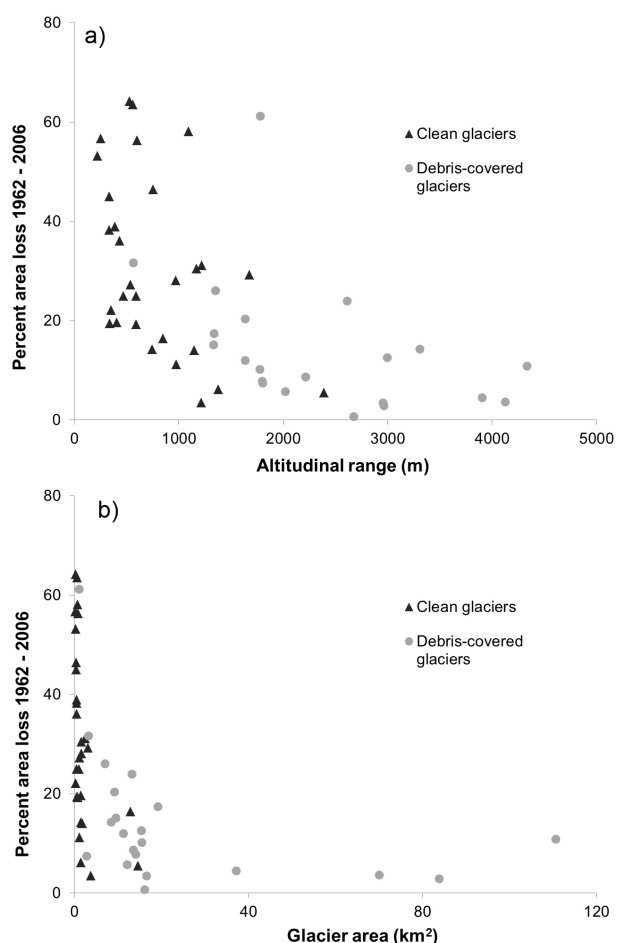 a)
80
60
40
20
0
Percent area loss 1962 - 2006
Clean glaciers
Debris-covered
glaciers
0 1000 2000 3000 4000 5000
Altitudinal range (m)
b)
80
60
40
20
0
Percent area loss 1962 - 2006
Clean glaciers
Debris-covered
glaciers
0 40 80 120
Glacier area (km²)